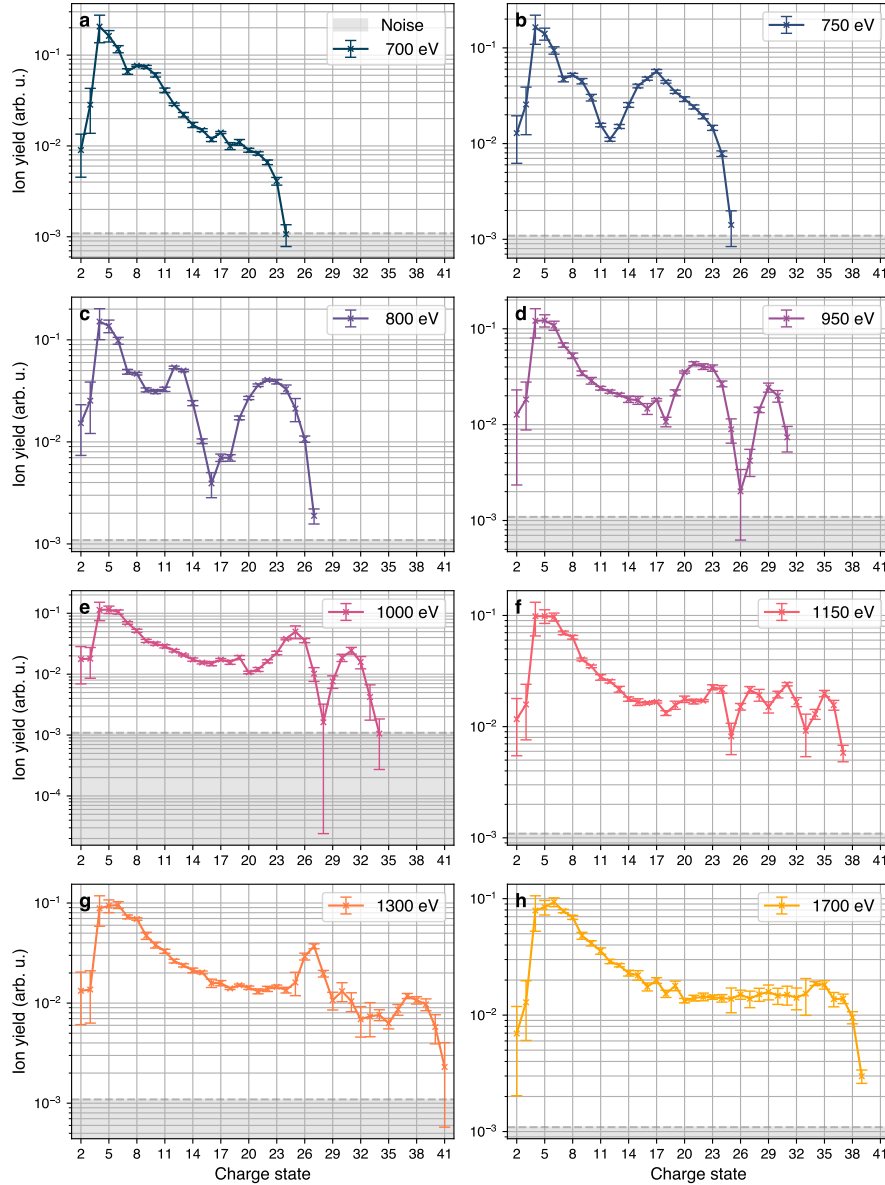 a
Noise
700 eV
Ion yield (arb. u.)
10⁻¹
10⁻²
10⁻³
2 5 8 11 14 17 20 23 26 29 32 35 38 41
b
750 eV
10⁻¹
10⁻²
10⁻³
2 5 8 11 14 17 20 23 26 29 32 35 38 41
c
800 eV
Ion yield (arb. u.)
10⁻¹
10⁻²
10⁻³
2 5 8 11 14 17 20 23 26 29 32 35 38 41
d
950 eV
10⁻¹
10⁻²
10⁻³
2 5 8 11 14 17 20 23 26 29 32 35 38 41
e
1000 eV
Ion yield (arb. u.)
10⁻¹
10⁻²
10⁻³
10⁻⁴
2 5 8 11 14 17 20 23 26 29 32 35 38 41
f
1150 eV
10⁻¹
10⁻²
10⁻³
2 5 8 11 14 17 20 23 26 29 32 35 38 41
g
1300 eV
Ion yield (arb. u.)
10⁻¹
10⁻²
10⁻³
2 5 8 11 14 17 20 23 26 29 32 35 38 41
Charge state
h
1700 eV
10⁻¹
10⁻²
10⁻³
2 5 8 11 14 17 20 23 26 29 32 35 38 41
Charge state